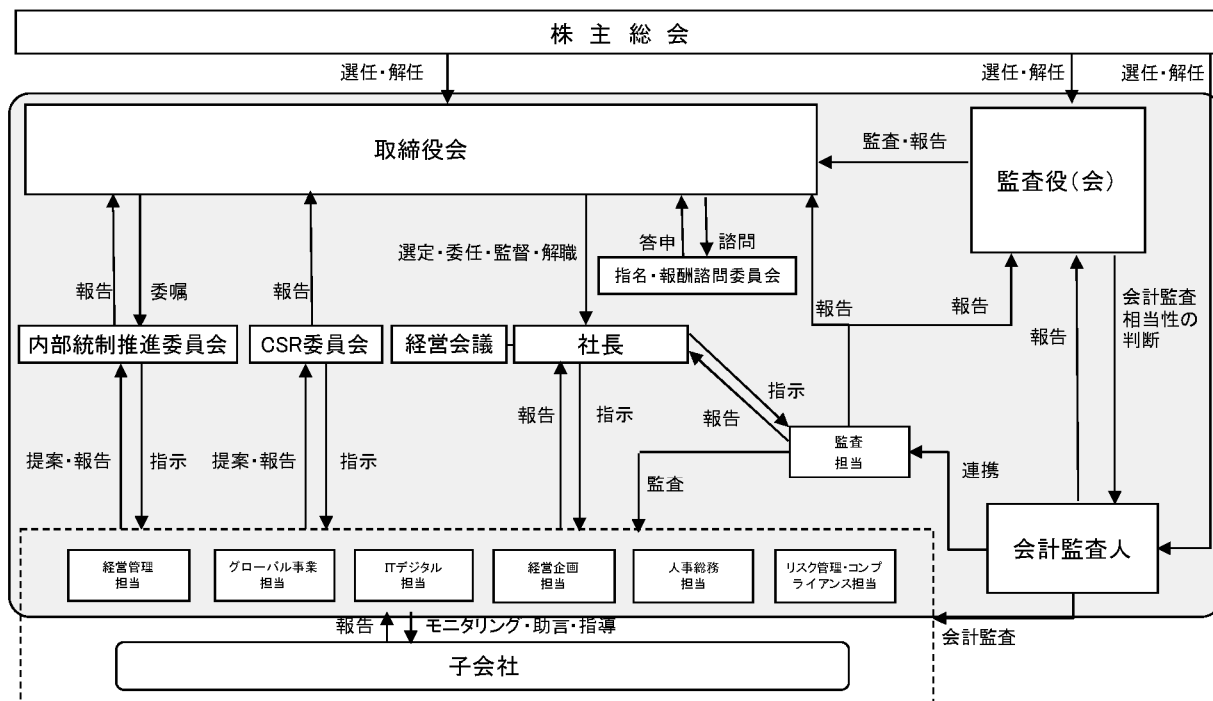 株主総会
選任・解任
選任・解任
選任・解任
取締役会
監査・報告
監査役（会）
選定・委任・監督・解職
答申
諮問
指名・報酬諮問委員会
報告
委嘱
報告
報告
報告
報告
会計監査
相当性の
判断
内部統制推進委員会
CSR委員会
経営会議
社長
指示
報告
報告
指示
監査
担当
提案・報告
指示
提案・報告
指示
監査
連携
会計監査人
経営管理
担当
グローバル事業
担当
ITデジタル
担当
経営企画
担当
人事総務
担当
リスク管理・コンプ
ライアンス担当
報告
モニタリング・助言・指導
会計監査
子会社